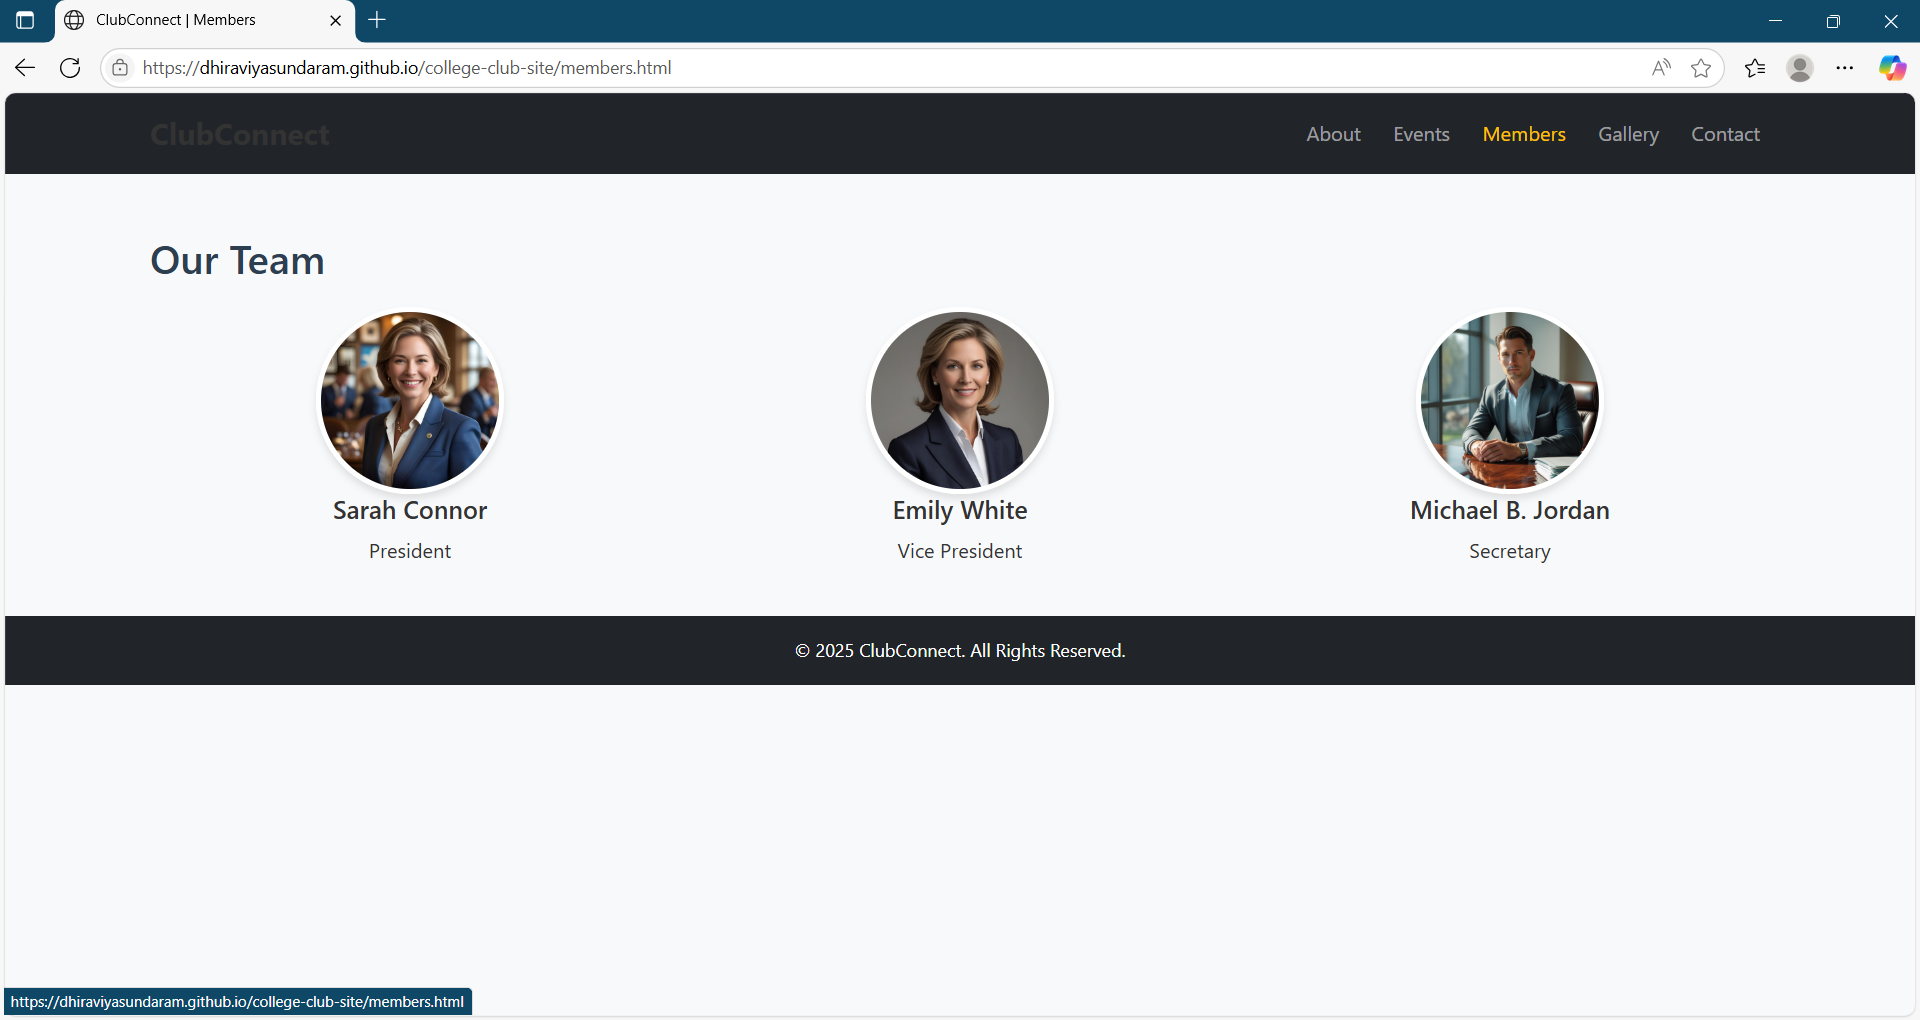 ClubConnect | Members
https://dhiraviyasundaram.github.io/college-club-site/members.html
ClubConnect
About Events Members Gallery Contact
Our Team
Sarah Connor
President
Emily White
Vice President
Michael B. Jordan
Secretary
© 2025 ClubConnect. All Rights Reserved.
https://dhiraviyasundaram.github.io/college-club-site/members.html